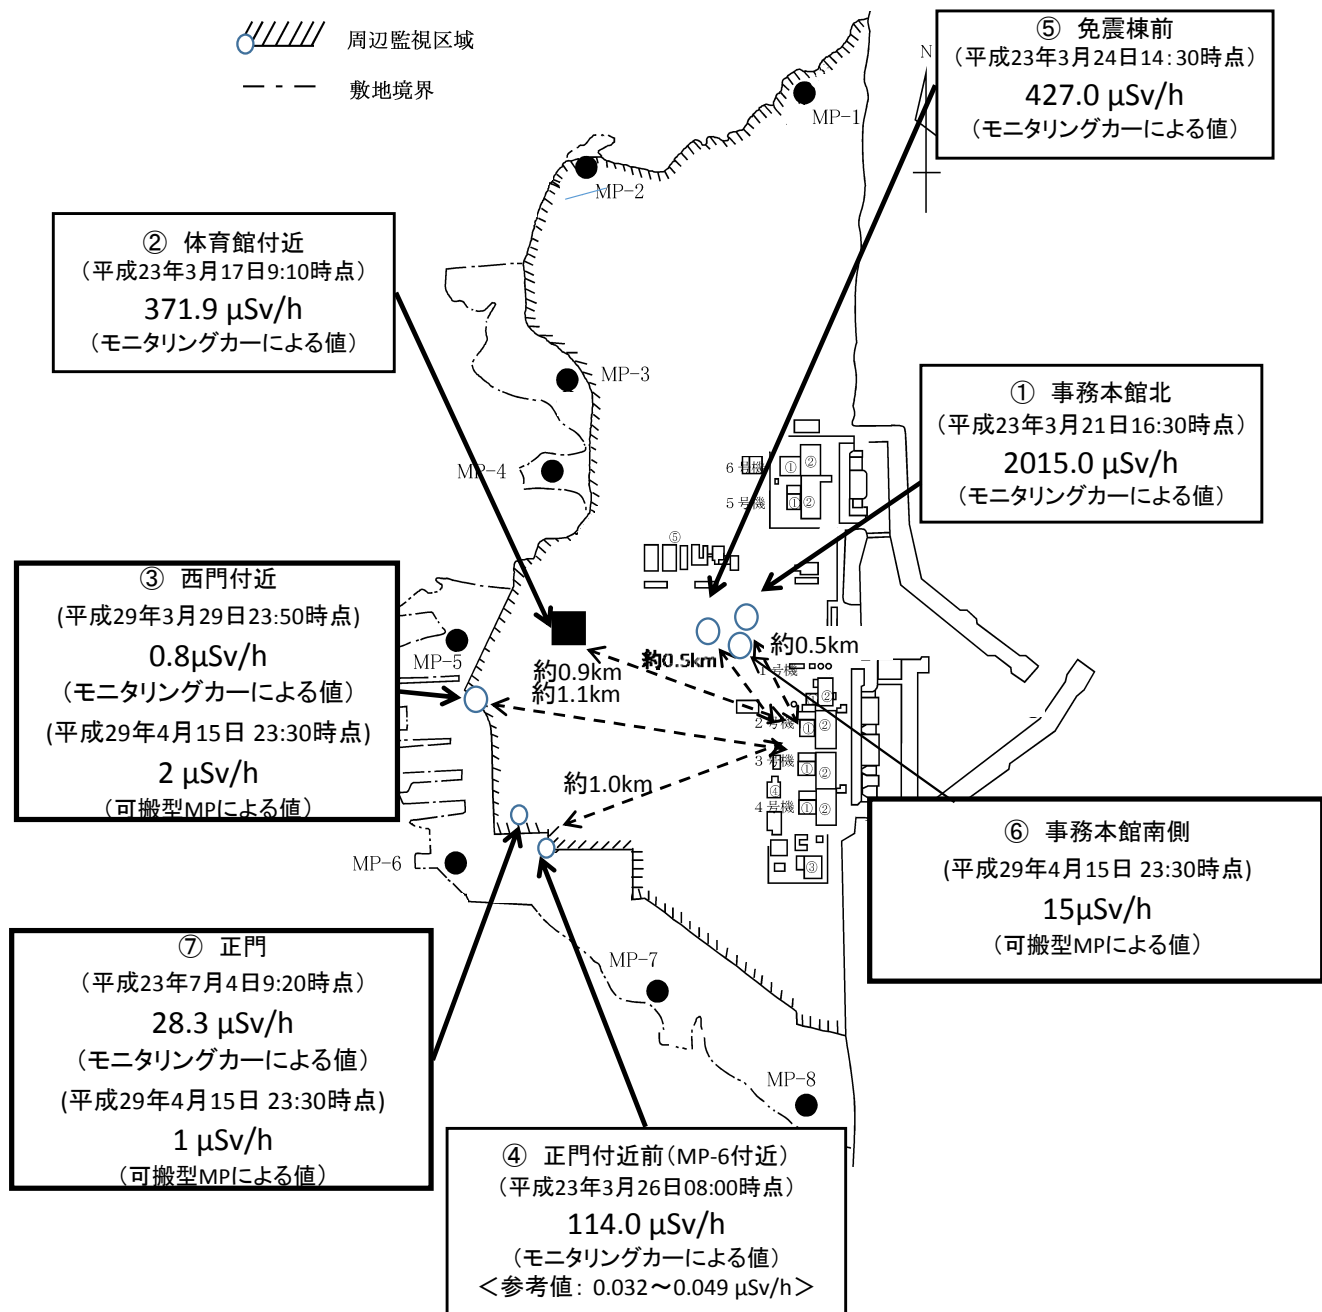 周辺監視区域
敷地境界
⑤ 免震棟前
（平成23年3月24日14：30時点）
427.0 μSv/h
（モニタリングカーによる値）
N
MP-1
MP-2
② 体育館付近
（平成23年3月17日9:10時点）
371.9 μSv/h
（モニタリングカーによる値）
MP-3
MP-4
① 事務本館北
（平成23年3月21日16:30時点）
2015.0 μSv/h
（モニタリングカーによる値）
6号機
① ②
5号機
① ②
⑤
③ 西門付近
(平成29年3月29日23:50時点)
0.8μSv/h
（モニタリングカーによる値）
(平成29年4月15日 23:30時点)
2 μSv/h
（可搬型MPによる値）
MP-5
約0.9km
約1.1km
約0.5km
約0.5km
1号機
②
2号機
① ②
3号機
① ②
④
4号機
① ②
③
約1.0km
MP-6
⑥ 事務本館南側
(平成29年4月15日 23:30時点)
15μSv/h
（可搬型MPによる値）
⑦ 正門
（平成23年7月4日9:20時点）
28.3 μSv/h
（モニタリングカーによる値）
(平成29年4月15日 23:30時点)
1 μSv/h
（可搬型MPによる値）
MP-7
MP-8
④ 正門付近前（MP-6付近）
（平成23年3月26日08:00時点）
114.0 μSv/h
（モニタリングカーによる値）
＜参考値： 0.032～0.049 μSv/h＞